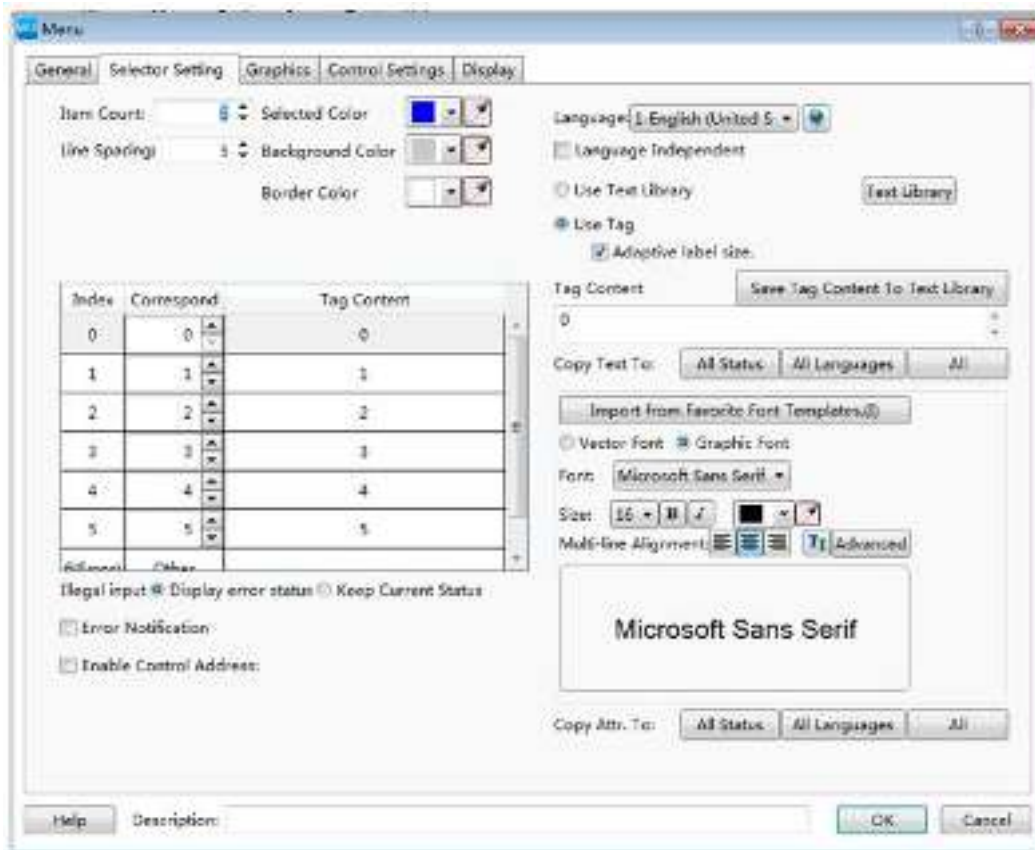 Menu
General Selector Setting Graphics Control Settings Display
Item Count: Selected Color
Line Spacing: Background Color
Border Color
Language: 1 English (United S
Language Independent
Use Text Library Text Library
Use Tag
Adaptive label size.
Index Correspond Tag Content
0 0 0
1 1 1
2 2 2
3 3 3
4 4 4
5 5 5
Other
Illegal input Display error status Keep Current Status
Error Notification
Enable Control Address:
Tag Content Save Tag Content To Text Library
0
Copy Text To: All Status All Languages All
Import from Favorite Font Templates.
Vector Font Graphic Font
Font: Microsoft Sans Serif
Size: 16 B I
Multi-line Alignment: Advanced
Microsoft Sans Serif
Copy Attr. To: All Status All Languages All
Help Description: OK Cancel